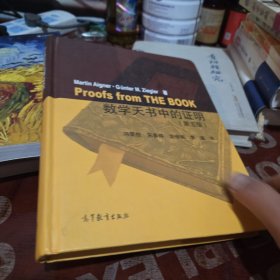 Martin Aigner · Günter M. Ziegler 著
Proofs from THE BOOK
数学天书中的证明
(第五版)
高等教育出版社